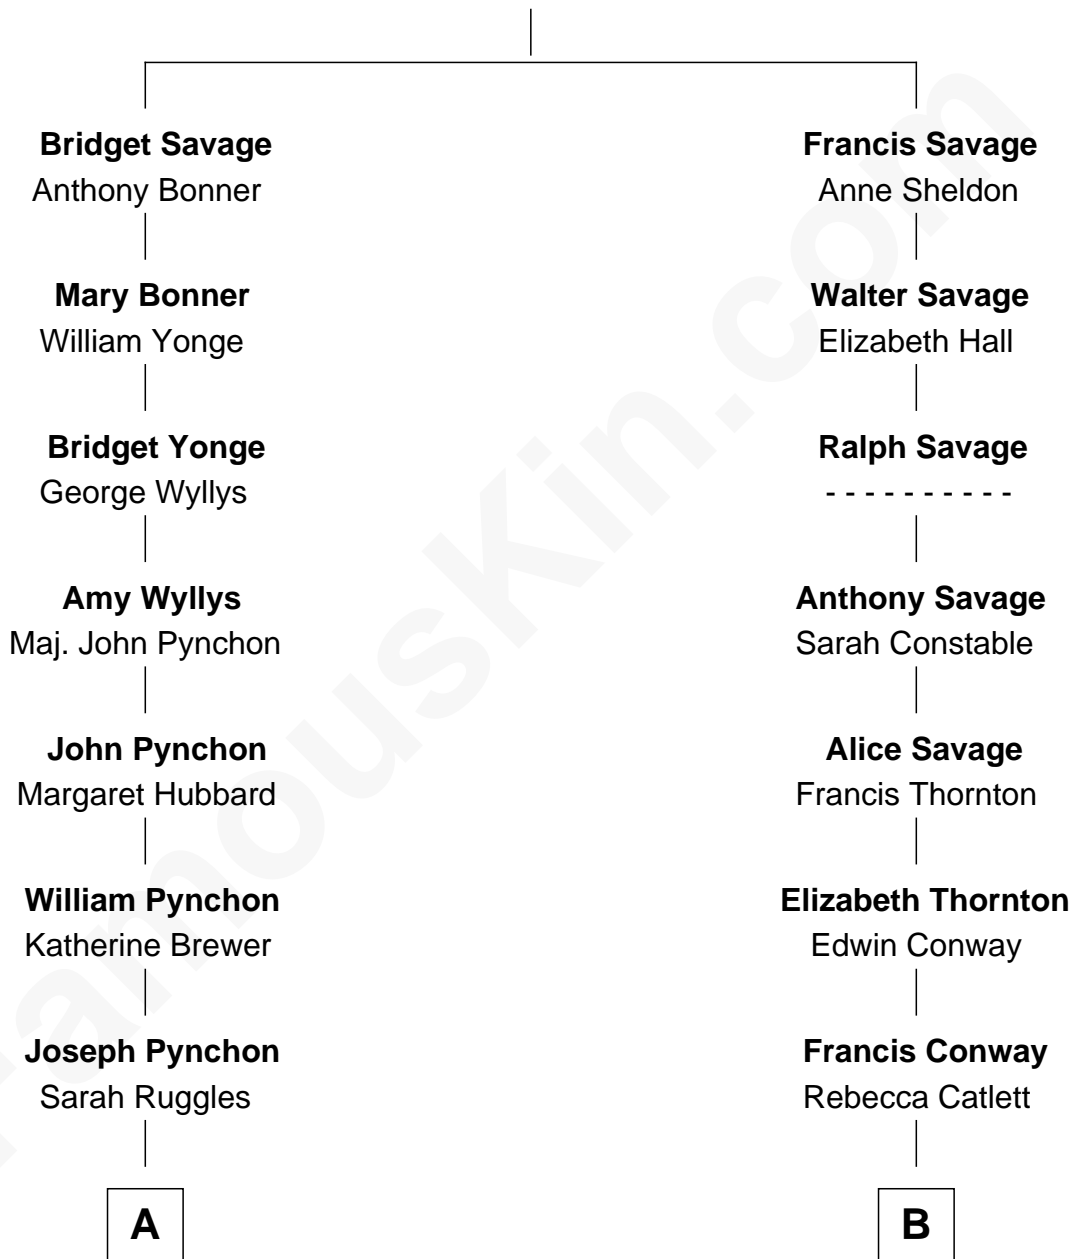 Bridget Savage
Anthony Bonner
Mary Bonner
William Yonge
Bridget Yonge
George Wyllys
Amy Wyllys
Maj. John Pynchon
John Pynchon
Margaret Hubbard
William Pynchon
Katherine Brewer
Joseph Pynchon
Sarah Ruggles
A
Francis Savage
Anne Sheldon
Walter Savage
Elizabeth Hall
Ralph Savage
- - - - - - - - - -
Anthony Savage
Sarah Constable
Alice Savage
Francis Thornton
Elizabeth Thornton
Edwin Conway
Francis Conway
Rebecca Catlett
B
FamousKin.com